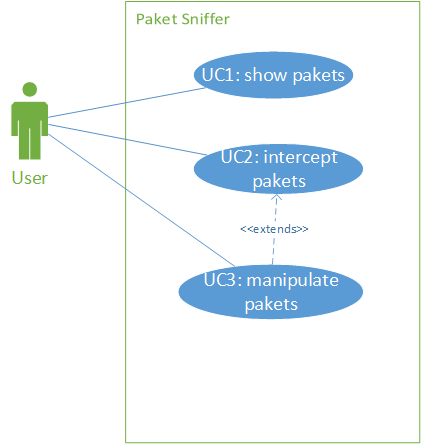 Paket Sniffer
UC1: show pakets
UC2: intercept
pakets
User
<<extends>>
UC3: manipulate
pakets